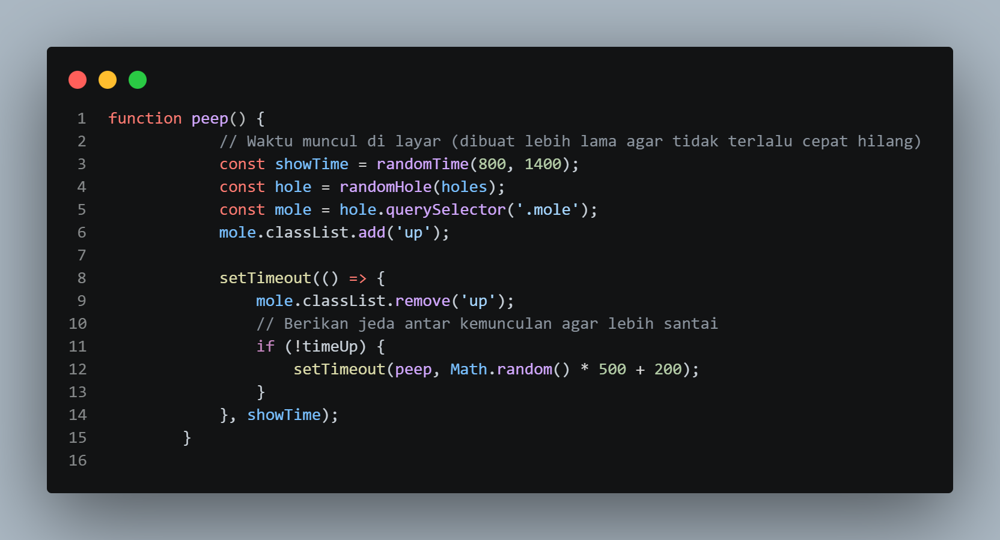 1 function peep() {
2             // Waktu muncul di layar (dibuat lebih lama agar tidak terlalu cepat hilang)
3             const showTime = randomTime(800, 1400);
4             const hole = randomHole(holes);
5             const mole = hole.querySelector('.mole');
6             mole.classList.add('up');
7
8             setTimeout(() => {
9                 mole.classList.remove('up');
10                 // Berikan jeda antar kemunculan agar lebih santai
11                 if (!timeUp) {
12                     setTimeout(peep, Math.random() * 500 + 200);
13                 }
14             }, showTime);
15         }
16